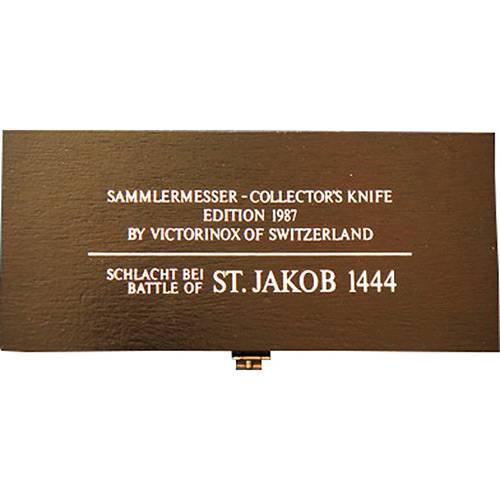 SAMMLERMESSER - COLLECTOR'S KNIFE
EDITION 1987
BY VICTORINOX OF SWITZERLAND
SCHLACHT BEI
BATTLE OF ST. JAKOB 1444